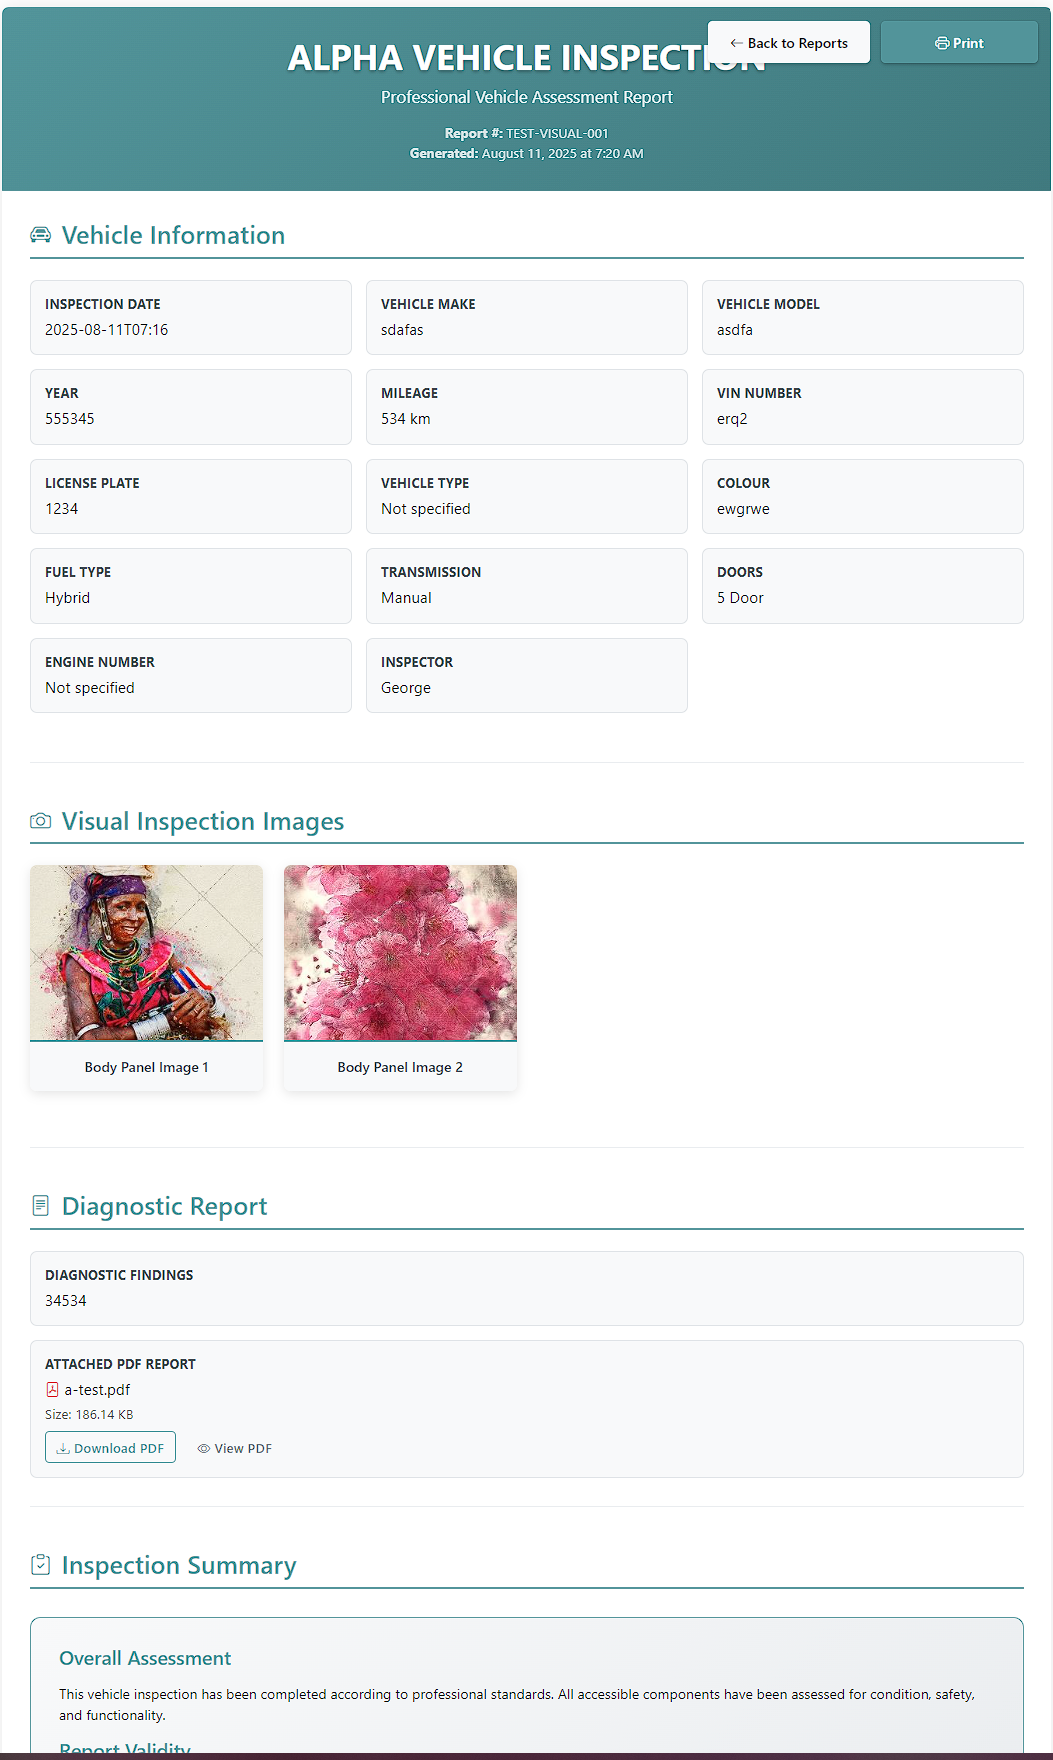 ALPHA VEHICLE INSPECTION
← Back to Reports
Print
Professional Vehicle Assessment Report
Report #: TEST-VISUAL-001
Generated: August 11, 2025 at 7:20 AM
Vehicle Information
INSPECTION DATE
2025-08-11T07:16
VEHICLE MAKE
sdafas
VEHICLE MODEL
asdfa
YEAR
555345
MILEAGE
534 km
VIN NUMBER
erq2
LICENSE PLATE
1234
VEHICLE TYPE
Not specified
COLOUR
ewgrwe
FUEL TYPE
Hybrid
TRANSMISSION
Manual
DOORS
5 Door
ENGINE NUMBER
Not specified
INSPECTOR
George
Visual Inspection Images
Body Panel Image 1
Body Panel Image 2
Diagnostic Report
DIAGNOSTIC FINDINGS
34534
ATTACHED PDF REPORT
a-test.pdf
Size: 186.14 KB
Download PDF
View PDF
Inspection Summary
Overall Assessment
This vehicle inspection has been completed according to professional standards. All accessible components have been assessed for condition, safety,
and functionality.
Report Validity